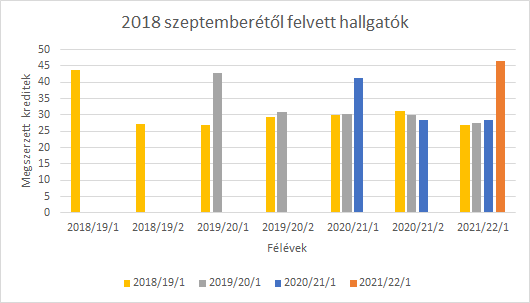 2018 szeptemberétől felvett hallgatók
Megszerzett kreditek
50
45
40
35
30
25
20
15
10
5
0
2018/19/1 2018/19/2 2019/20/1 2019/20/2 2020/21/1 2020/21/2 2021/22/1
Félévek
2018/19/1 2019/20/1 2020/21/1 2021/22/1